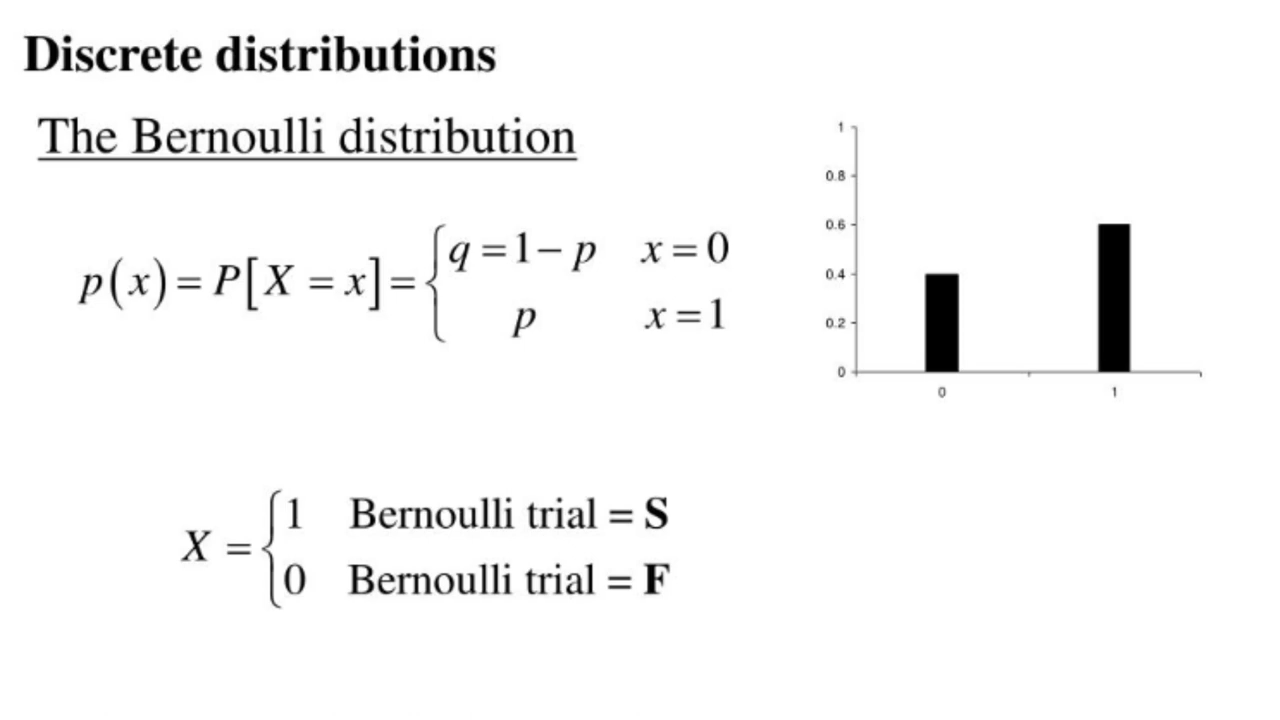 Discrete distributions
The Bernoulli distribution
p(x) = P[X = x] = { q = 1 − p x = 0
p x = 1
1
0.8
0.6
0.4
0.2
0
0 1
X = { 1 Bernoulli trial = S
0 Bernoulli trial = F